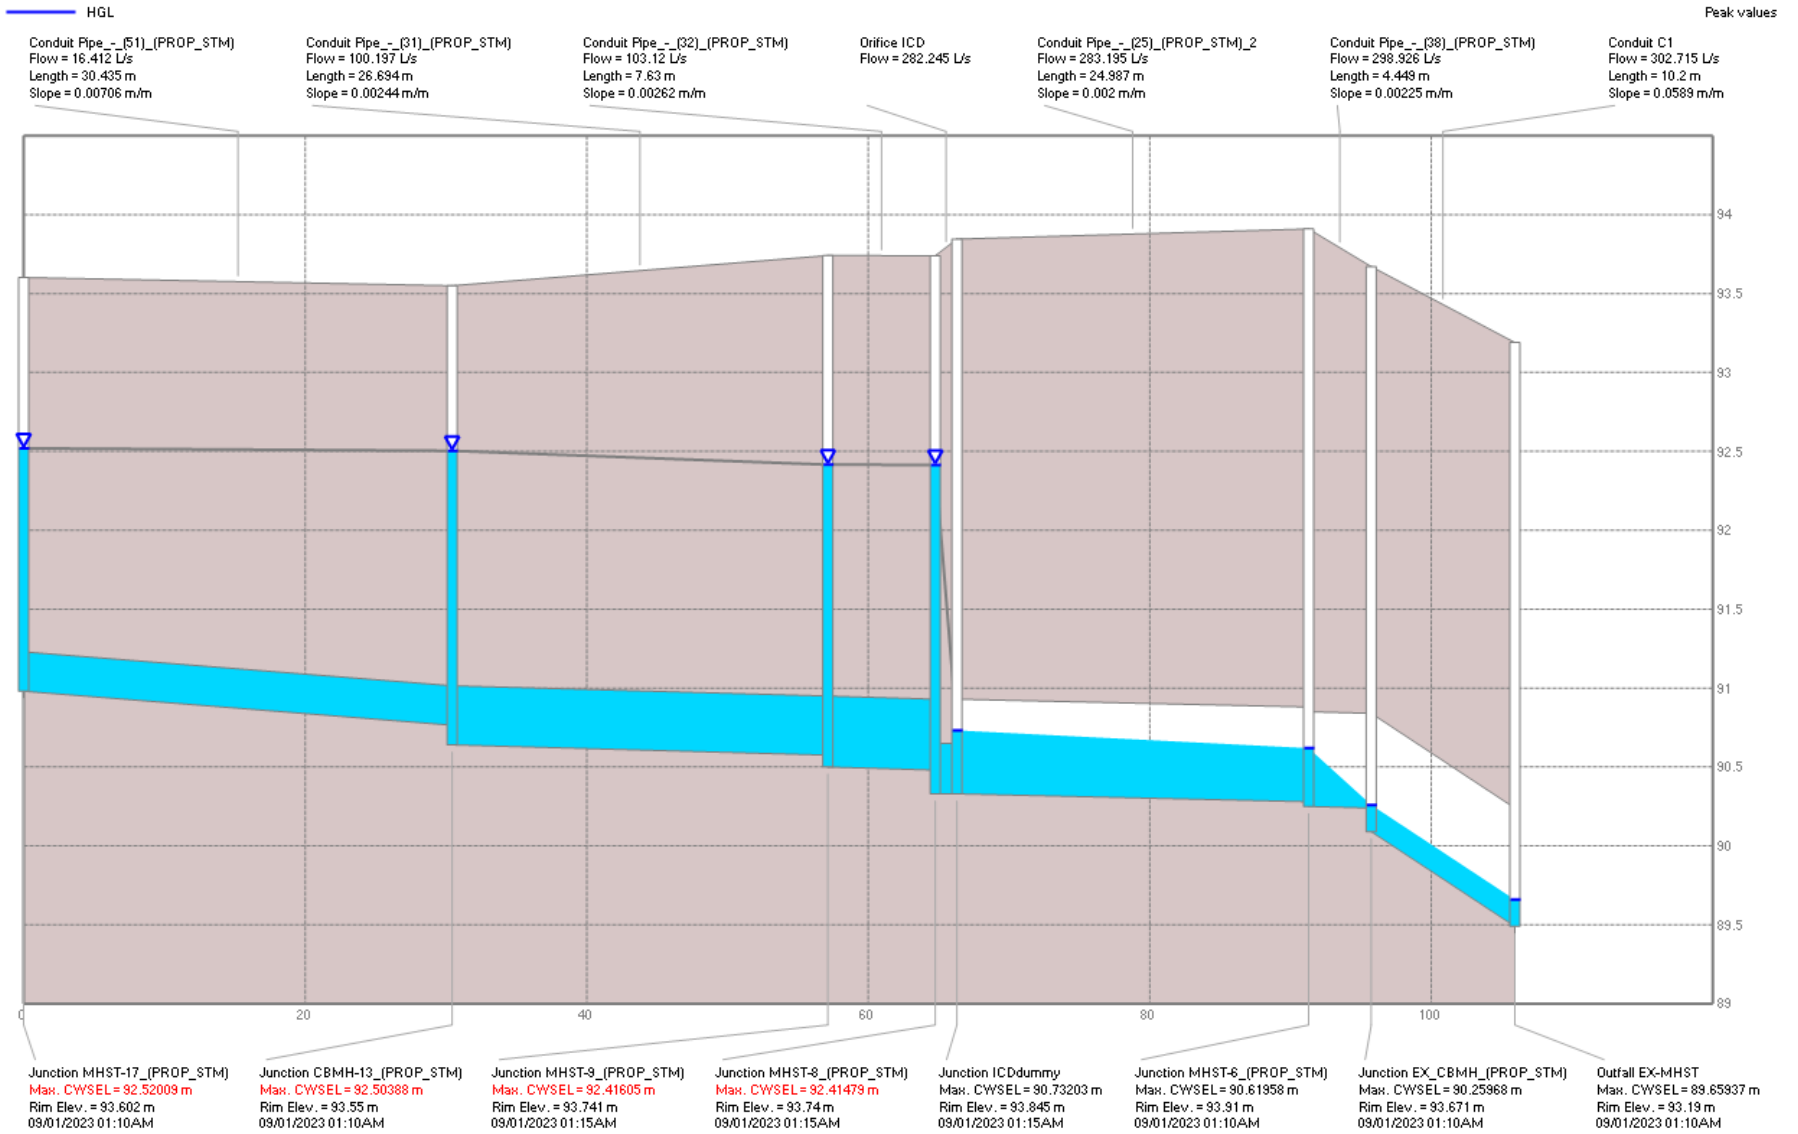 HGL
Peak values
Conduit Pipe_-_(51)_(PROP_STM)
Flow = 16.412 L/s
Length = 30.435 m
Slope = 0.00706 m/m
Conduit Pipe_-_(31)_(PROP_STM)
Flow = 100.197 L/s
Length = 26.694 m
Slope = 0.00244 m/m
Conduit Pipe_-_(32)_(PROP_STM)
Flow = 103.12 L/s
Length = 7.63 m
Slope = 0.00262 m/m
Orifice ICD
Flow = 282.245 L/s
Conduit Pipe_-_(25)_(PROP_STM)_2
Flow = 283.195 L/s
Length = 24.987 m
Slope = 0.002 m/m
Conduit Pipe_-_(38)_(PROP_STM)
Flow = 298.926 L/s
Length = 4.449 m
Slope = 0.00225 m/m
Conduit C1
Flow = 302.715 L/s
Length = 10.2 m
Slope = 0.0589 m/m
94
93.5
93
92.5
92
91.5
91
90.5
90
89.5
89
0
20
40
60
80
100
Junction MHST-17_(PROP_STM)
Max. CWSEL = 92.52009 m
Rim Elev. = 93.602 m
09/01/2023 01:10AM
Junction CBMH-13_(PROP_STM)
Max. CWSEL = 92.50388 m
Rim Elev. = 93.55 m
09/01/2023 01:10AM
Junction MHST-9_(PROP_STM)
Max. CWSEL = 92.41605 m
Rim Elev. = 93.741 m
09/01/2023 01:15AM
Junction MHST-8_(PROP_STM)
Max. CWSEL = 92.41479 m
Rim Elev. = 93.74 m
09/01/2023 01:15AM
Junction ICDdummy
Max. CWSEL = 90.73203 m
Rim Elev. = 93.845 m
09/01/2023 01:15AM
Junction MHST-6_(PROP_STM)
Max. CWSEL = 90.61958 m
Rim Elev. = 93.91 m
09/01/2023 01:10AM
Junction EX_CBMH_(PROP_STM)
Max. CWSEL = 90.25968 m
Rim Elev. = 93.671 m
09/01/2023 01:10AM
Outfall EX-MHST
Max. CWSEL = 89.65937 m
Rim Elev. = 93.19 m
09/01/2023 01:10AM